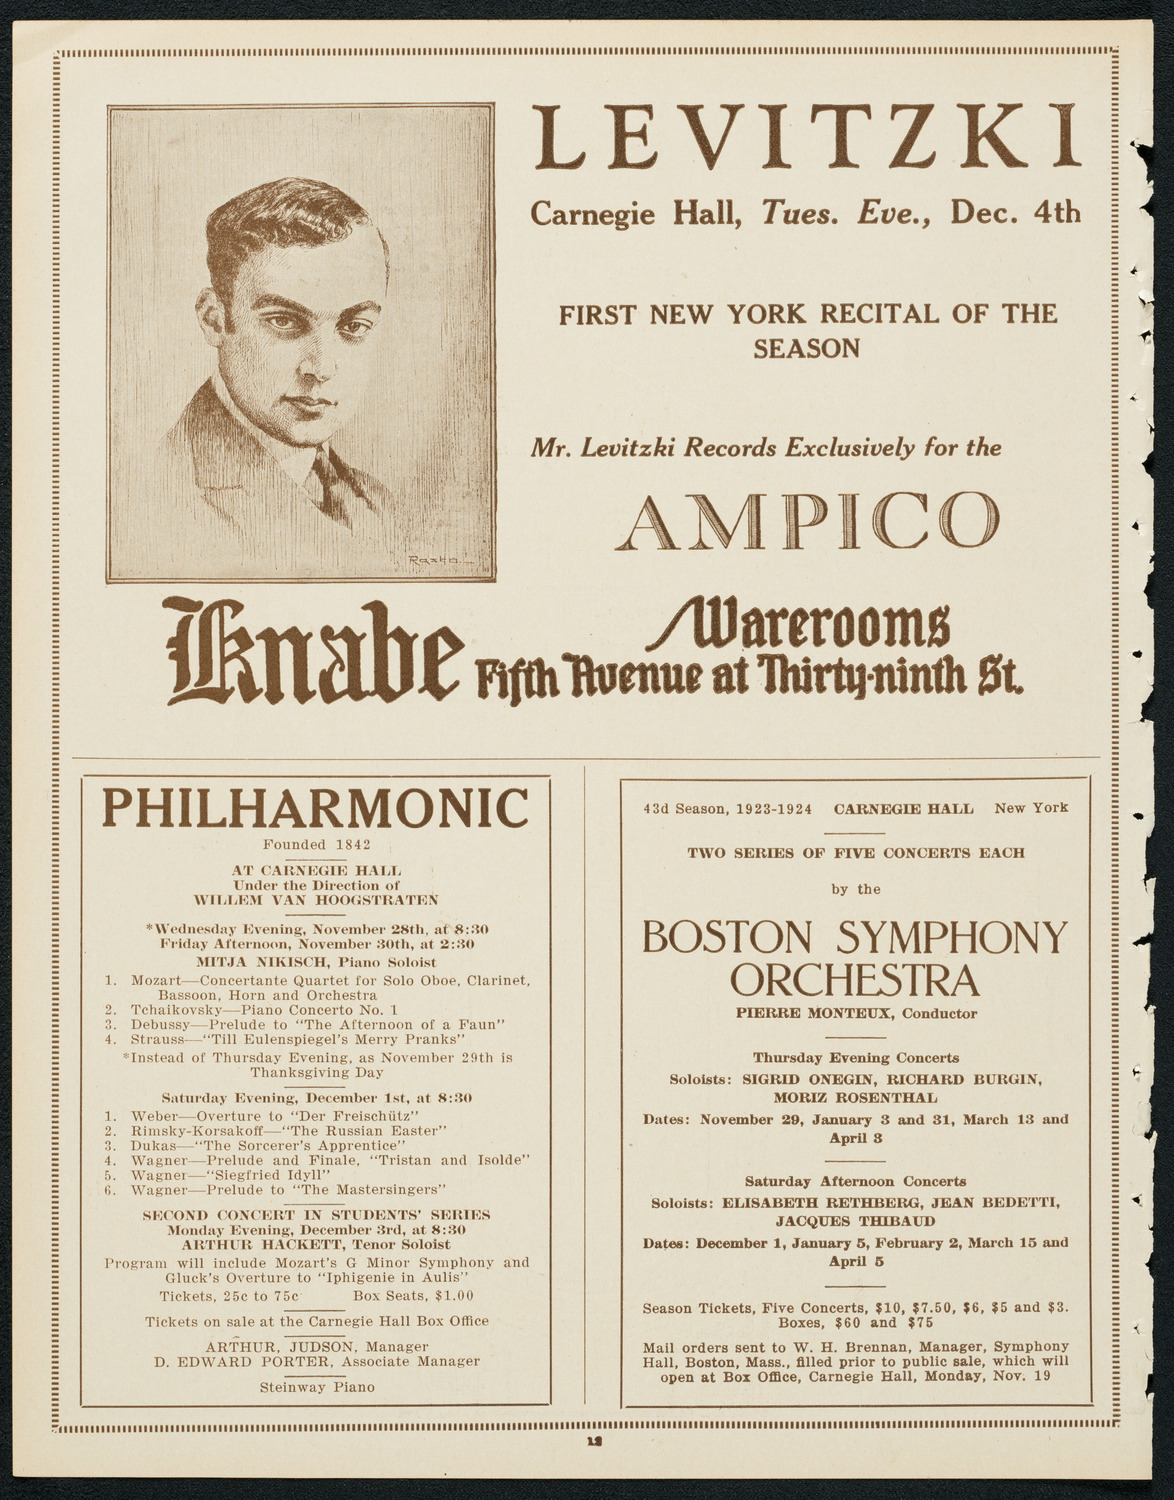 LEVITZKI
Carnegie Hall, Tues. Eve., Dec. 4th
FIRST NEW YORK RECITAL OF THE
SEASON
Mr. Levitzki Records Exclusively for the
AMPICO
Rasko
Knabe Warerooms
Fifth Avenue at Thirty-ninth St.
PHILHARMONIC
Founded 1842
AT CARNEGIE HALL
Under the Direction of
WILLEM VAN HOOGSTRATEN
*Wednesday Evening, November 28th, at 8:30
Friday Afternoon, November 30th, at 2:30
MITJA NIKISCH, Piano Soloist
1. Mozart—Concertante Quartet for Solo Oboe, Clarinet,
Bassoon, Horn and Orchestra
2. Tchaikovsky—Piano Concerto No. 1
3. Debussy—Prelude to "The Afternoon of a Faun"
4. Strauss—"Till Eulenspiegel's Merry Pranks"
*Instead of Thursday Evening, as November 29th is
Thanksgiving Day
Saturday Evening, December 1st, at 8:30
1. Weber—Overture to "Der Freischütz"
2. Rimsky-Korsakoff—"The Russian Easter"
3. Dukas—"The Sorcerer's Apprentice"
4. Wagner—Prelude and Finale, "Tristan and Isolde"
5. Wagner—"Siegfried Idyll"
6. Wagner—Prelude to "The Mastersingers"
SECOND CONCERT IN STUDENTS' SERIES
Monday Evening, December 3rd, at 8:30
ARTHUR HACKETT, Tenor Soloist
Program will include Mozart's G Minor Symphony and
Gluck's Overture to "Iphigenie in Aulis"
Tickets, 25c to 75c Box Seats, $1.00
Tickets on sale at the Carnegie Hall Box Office
ARTHUR, JUDSON, Manager
D. EDWARD PORTER, Associate Manager
Steinway Piano
43d Season, 1923-1924 CARNEGIE HALL New York
TWO SERIES OF FIVE CONCERTS EACH
by the
BOSTON SYMPHONY
ORCHESTRA
PIERRE MONTEUX, Conductor
Thursday Evening Concerts
Soloists: SIGRID ONEGIN, RICHARD BURGIN,
MORIZ ROSENTHAL
Dates: November 29, January 3 and 31, March 13 and
April 3
Saturday Afternoon Concerts
Soloists: ELISABETH RETHBERG, JEAN BEDETTI,
JACQUES THIBAUD
Dates: December 1, January 5, February 2, March 15 and
April 5
Season Tickets, Five Concerts, $10, $7.50, $6, $5 and $3.
Boxes, $60 and $75
Mail orders sent to W. H. Brennan, Manager, Symphony
Hall, Boston, Mass., filled prior to public sale, which will
open at Box Office, Carnegie Hall, Monday, Nov. 19